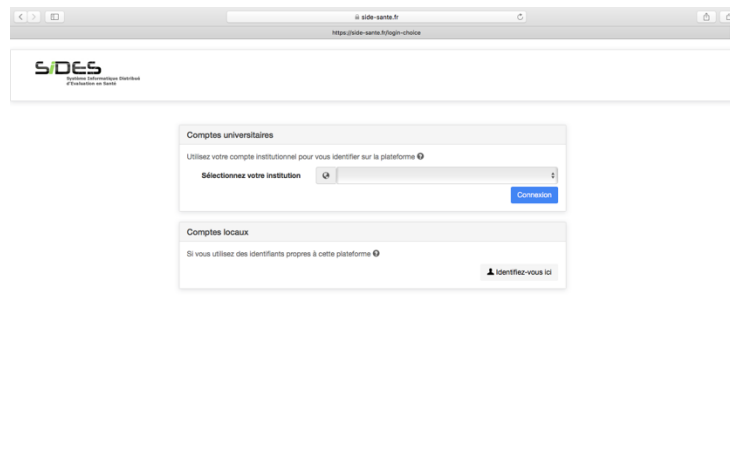 side-sante.fr
https://side-sante.fr/login-choice
SiDES
Système Informatique Distribué
d'Evaluation en Santé
Comptes universitaires
Utilisez votre compte institutionnel pour vous identifier sur la plateforme
Sélectionnez votre institution
Connexion
Comptes locaux
Si vous utilisez des identifiants propres à cette plateforme
Identifiez-vous ici